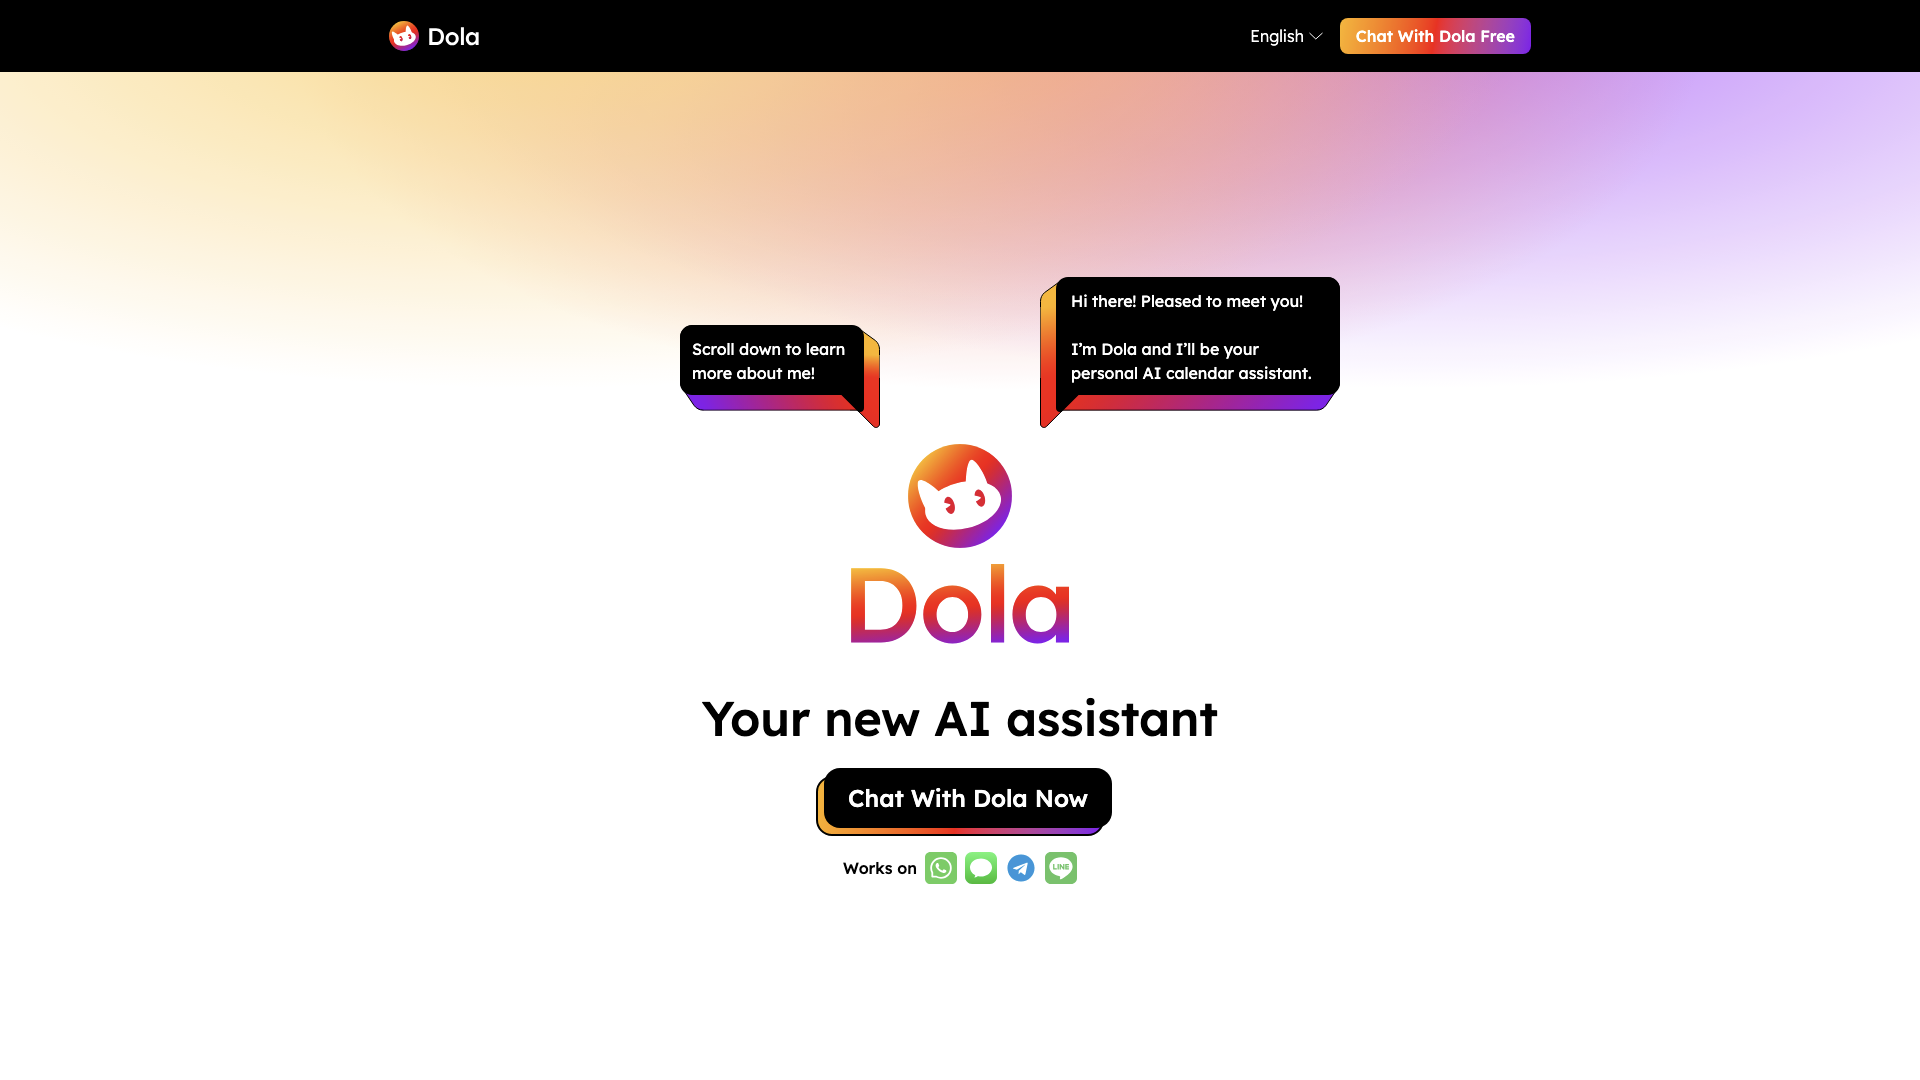 Dola
English
Chat With Dola Free
Scroll down to learn
more about me!
Hi there! Pleased to meet you!
I’m Dola and I’ll be your
personal AI calendar assistant.
Dola
Your new AI assistant
Chat With Dola Now
Works on
LINE